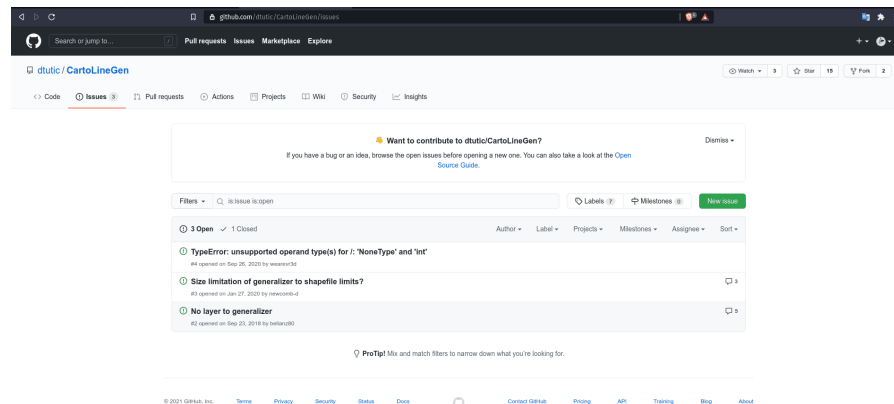 github.com/dtutic/CartoLineGen/issues
Search or jump to... / Pull requests Issues Marketplace Explore
dtutic / CartoLineGen
Watch 3 Star 15 Fork 2
Code Issues 3 Pull requests Actions Projects Wiki Security Insights
Want to contribute to dtutic/CartoLineGen? Dismiss
If you have a bug or an idea, browse the open issues before opening a new one. You can also take a look at the Open
Source Guide.
Filters is:issue is:open Labels 7 Milestones 0 New issue
3 Open 1 Closed Author Label Projects Milestones Assignee Sort
TypeError: unsupported operand type(s) for /: 'NoneType' and 'int'
#4 opened on Sep 26, 2020 by wearevr3d
Size limitation of generalizer to shapefile limits? 3
#3 opened on Jan 27, 2020 by newcomb-d
No layer to generalizer 5
#2 opened on Sep 23, 2018 by belianz80
ProTip! Mix and match filters to narrow down what you're looking for.
© 2021 GitHub, Inc. Terms Privacy Security Status Docs Contact GitHub Pricing API Training Blog About